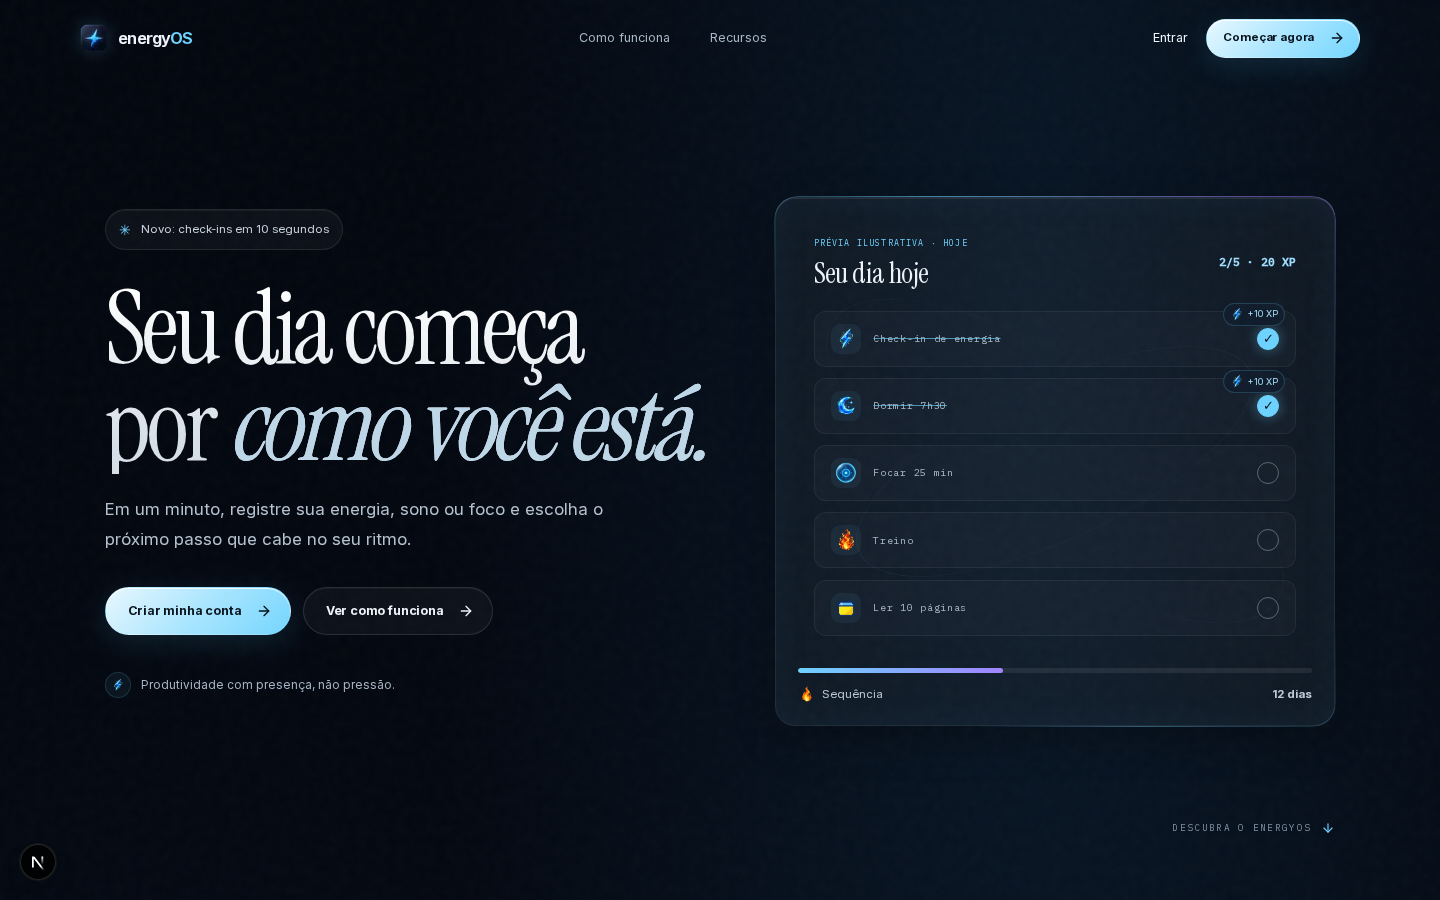 energyOS
Como funciona
Recursos
Entrar
Começar agora
Novo: check-ins em 10 segundos
Seu dia começa
por como você está.
Em um minuto, registre sua energia, sono ou foco e escolha o
próximo passo que cabe no seu ritmo.
Criar minha conta
Ver como funciona
Produtividade com presença, não pressão.
PRÉVIA ILUSTRATIVA · HOJE
Seu dia hoje
2/5 · 20 XP
+10 XP
Check-in de energia
+10 XP
Dormir 7h30
Focar 25 min
Treino
Ler 10 páginas
Sequência
12 dias
DESCUBRA O ENERGYOS
N